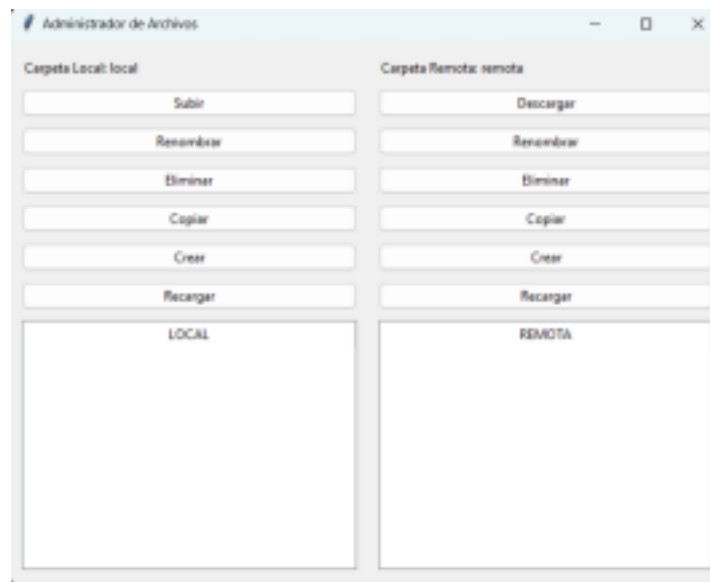 Administrador de Archivos
Carpeta Local: local
Carpeta Remota: remota
Subir
Descargar
Renombrar
Renombrar
Eliminar
Eliminar
Copiar
Copiar
Crear
Crear
Recargar
Recargar
LOCAL
REMOTA